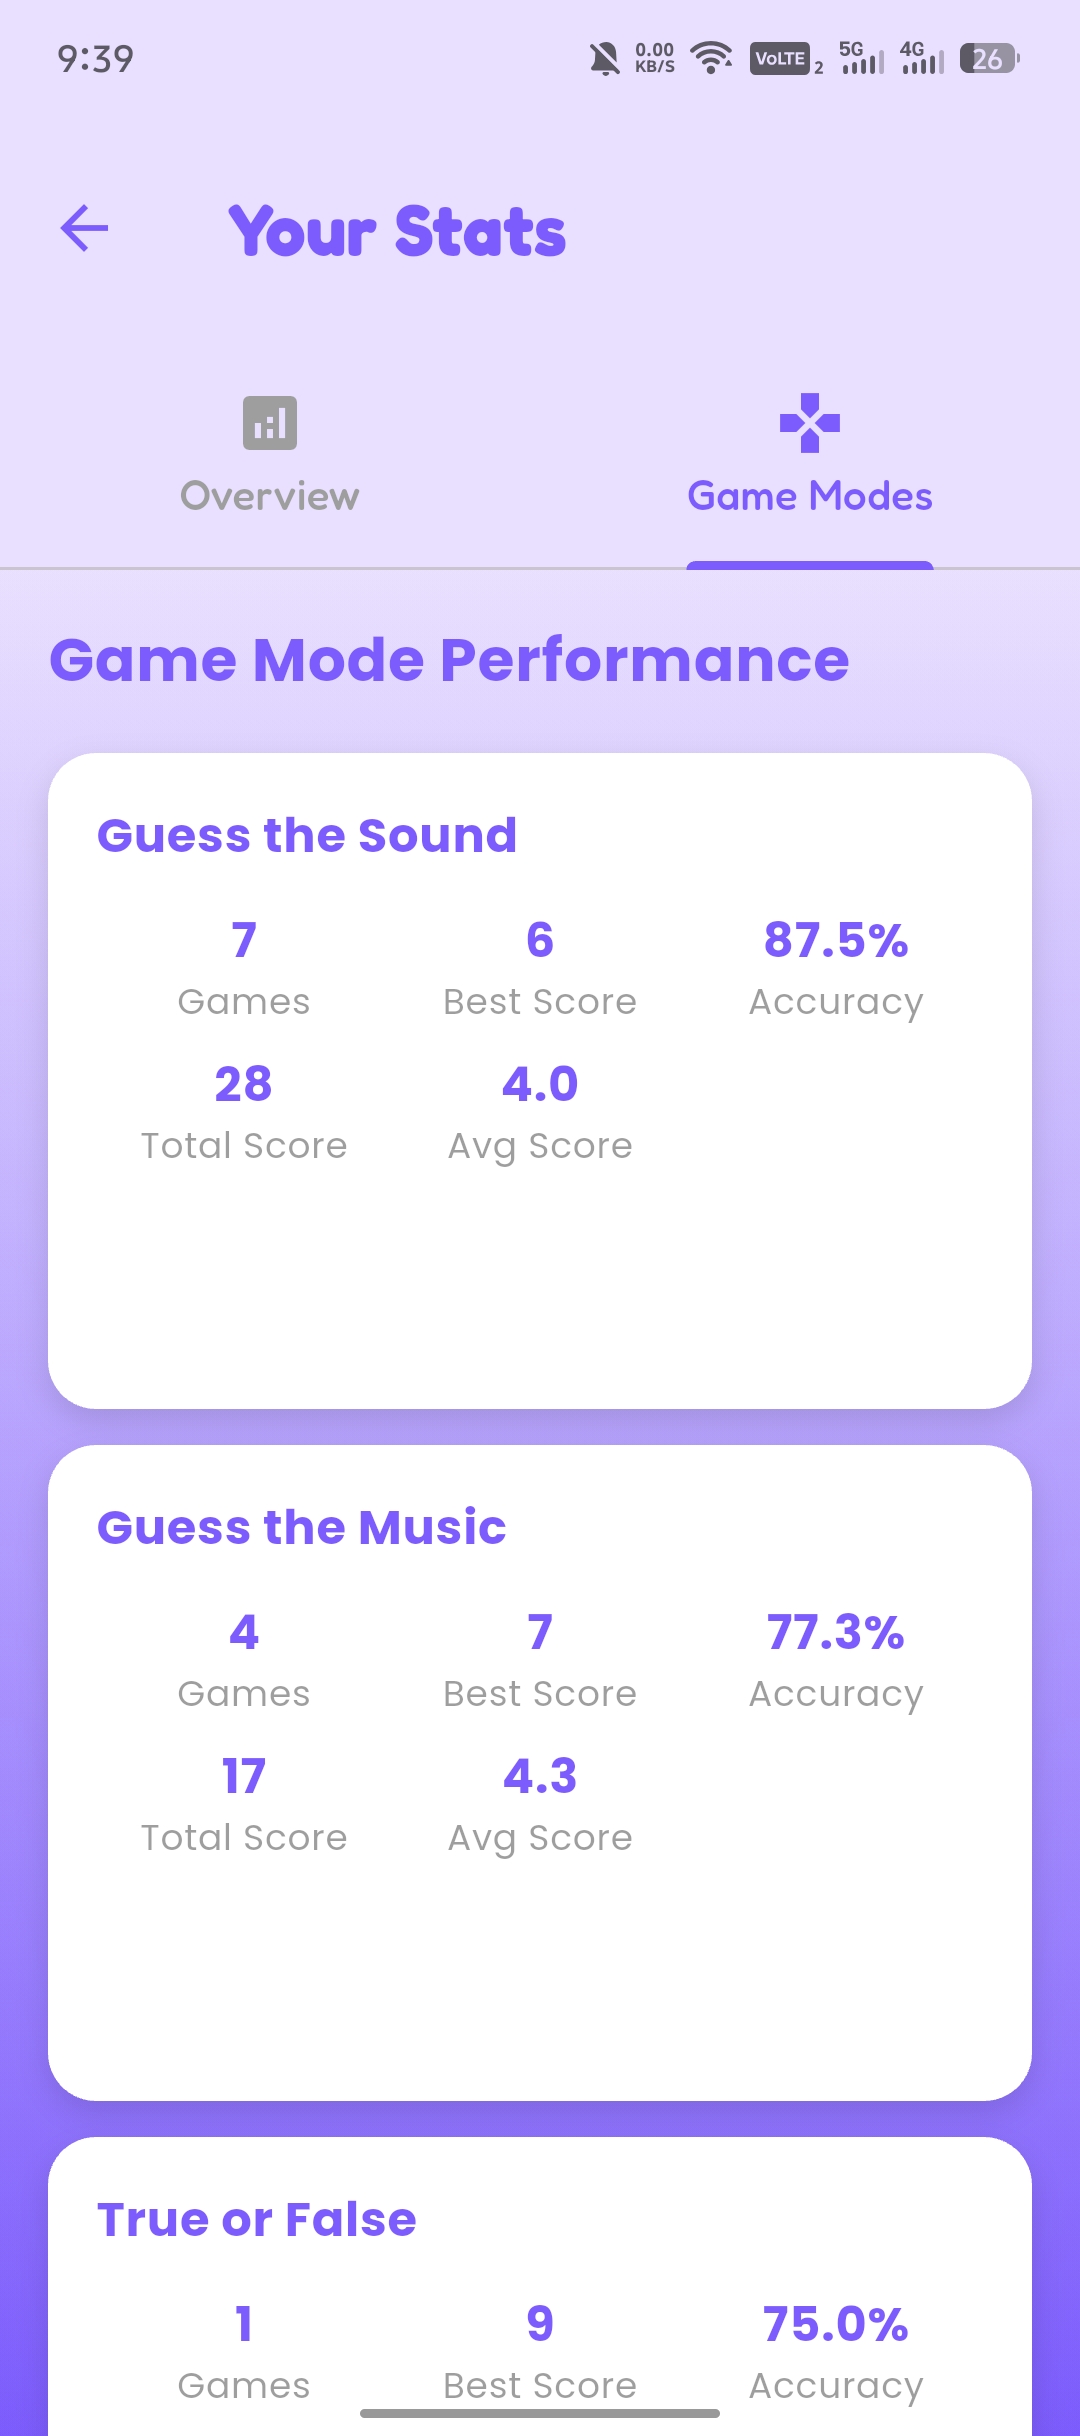 9:39
0.00
KB/S
VoLTE 2
5G
4G
26
Your Stats
Overview
Game Modes
Game Mode Performance
Guess the Sound
7 6 87.5%
Games Best Score Accuracy
28 4.0
Total Score Avg Score
Guess the Music
4 7 77.3%
Games Best Score Accuracy
17 4.3
Total Score Avg Score
True or False
1 9 75.0%
Games Best Score Accuracy